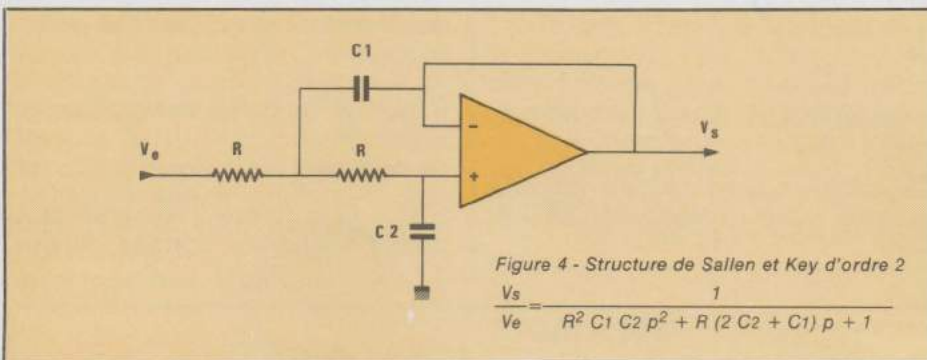 C1
Ve
R
R
Vs
−
+
C2
Figure 4 - Structure de Sallen et Key d'ordre 2
Vs
Ve
=
1
R² C1 C2 p² + R (2 C2 + C1) p + 1